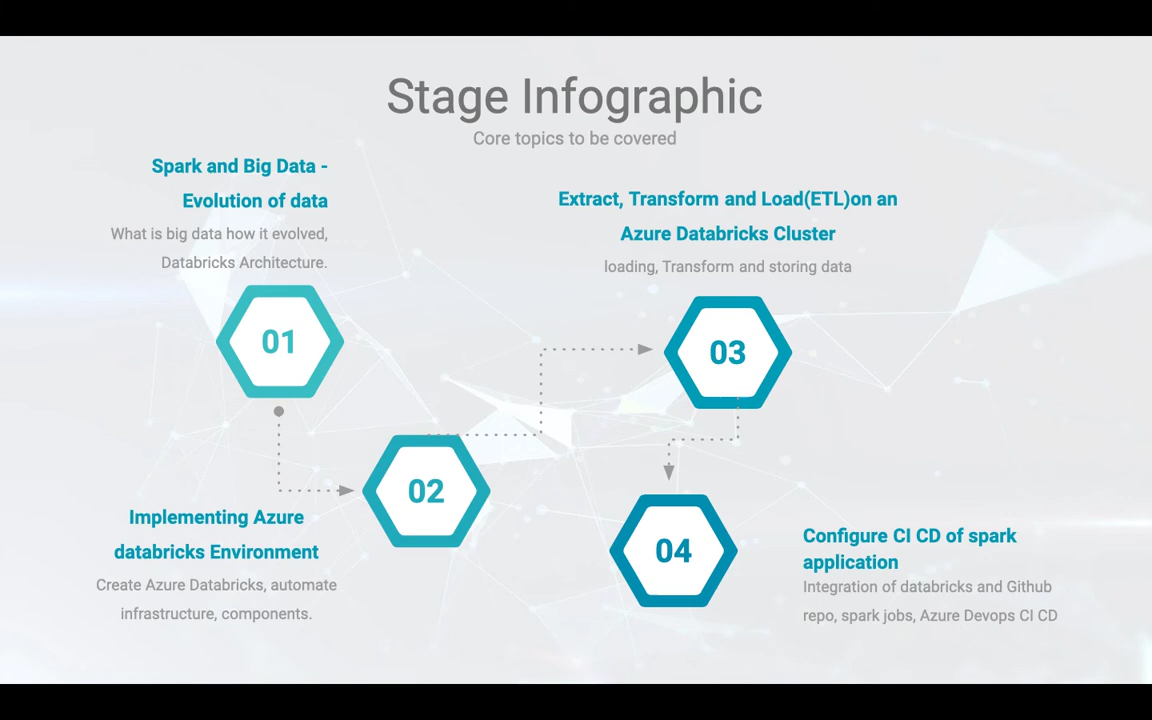 Stage Infographic
Core topics to be covered
Spark and Big Data -
Evolution of data
What is big data how it evolved,
Databricks Architecture.
01
Implementing Azure
databricks Environment
Create Azure Databricks, automate
infrastructure, components.
02
Extract, Transform and Load(ETL)on an
Azure Databricks Cluster
loading, Transform and storing data
03
04
Configure CI CD of spark
application
Integration of databricks and Github
repo, spark jobs, Azure Devops CI CD